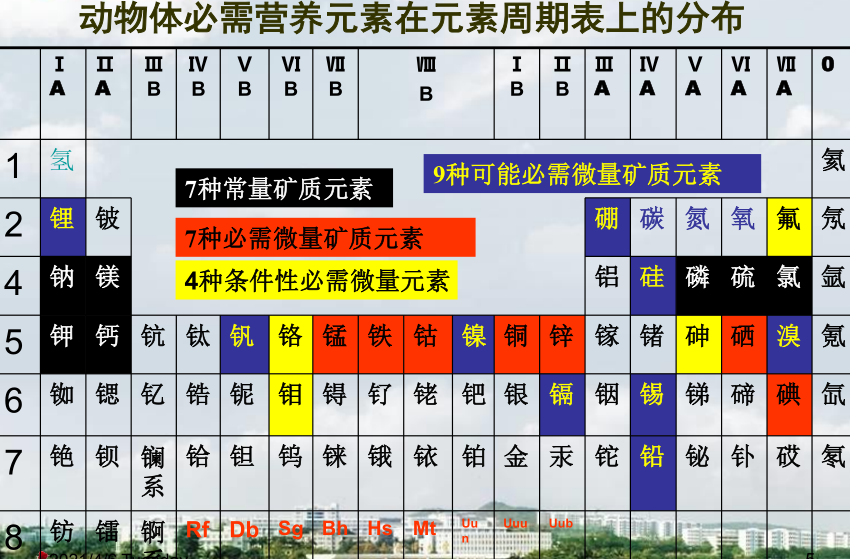 动物体必需营养元素在元素周期表上的分布
Ⅰ Ⅱ Ⅲ Ⅳ Ⅴ Ⅵ Ⅶ Ⅷ Ⅰ Ⅱ Ⅲ Ⅳ Ⅴ Ⅵ Ⅶ 0
A A B B B B B B B B A A A A A
1 氢 氦
7种常量矿质元素
9种可能必需微量矿质元素
2 锂 铍 硼 碳 氮 氧 氟 氖
7种必需微量矿质元素
4种条件性必需微量元素
4 钠 镁 铝 硅 磷 硫 氯 氩
5 钾 钙 钪 钛 钒 铬 锰 铁 钴 镍 铜 锌 镓 锗 砷 硒 溴 氪
6 铷 锶 钇 锆 铌 钼 锝 钌 铑 钯 银 镉 铟 锡 锑 碲 碘 氙
7 铯 钡 镧系 铪 钽 钨 铼 锇 铱 铂 金 汞 铊 铅 铋 钋 砹 氡
8 钫 镭 锕 Rf Db Sg Bh Hs Mt Uun Uuu Uub